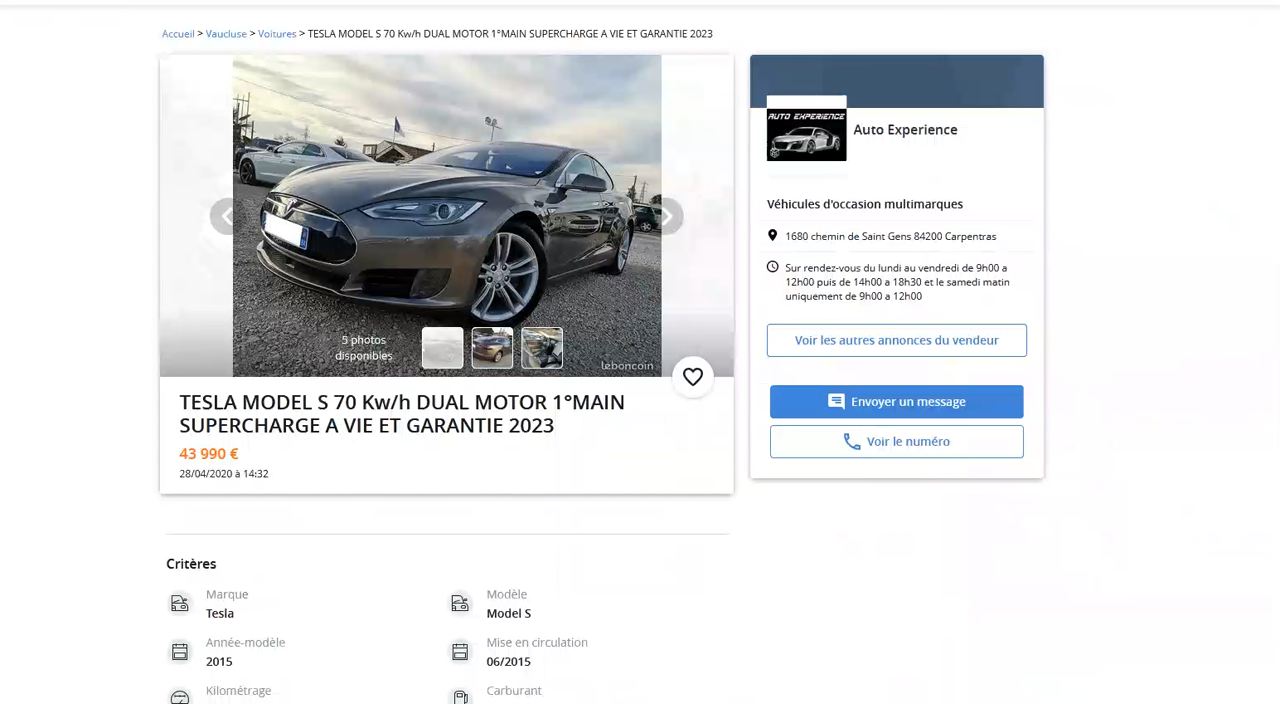 Accueil > Vaucluse > Voitures > TESLA MODEL S 70 Kw/h DUAL MOTOR 1°MAIN SUPERCHARGE A VIE ET GARANTIE 2023
5 photos
disponibles
leboncoin
TESLA MODEL S 70 Kw/h DUAL MOTOR 1°MAIN
SUPERCHARGE A VIE ET GARANTIE 2023
43 990 €
28/04/2020 à 14:32
AUTO EXPERIENCE
Auto Experience
Véhicules d'occasion multimarques
1680 chemin de Saint Gens 84200 Carpentras
Sur rendez-vous du lundi au vendredi de 9h00 a
12h00 puis de 14h00 a 18h30 et le samedi matin
uniquement de 9h00 a 12h00
Voir les autres annonces du vendeur
Envoyer un message
Voir le numéro
Critères
Marque
Tesla
Modèle
Model S
Année-modèle
2015
Mise en circulation
06/2015
Kilométrage
Carburant